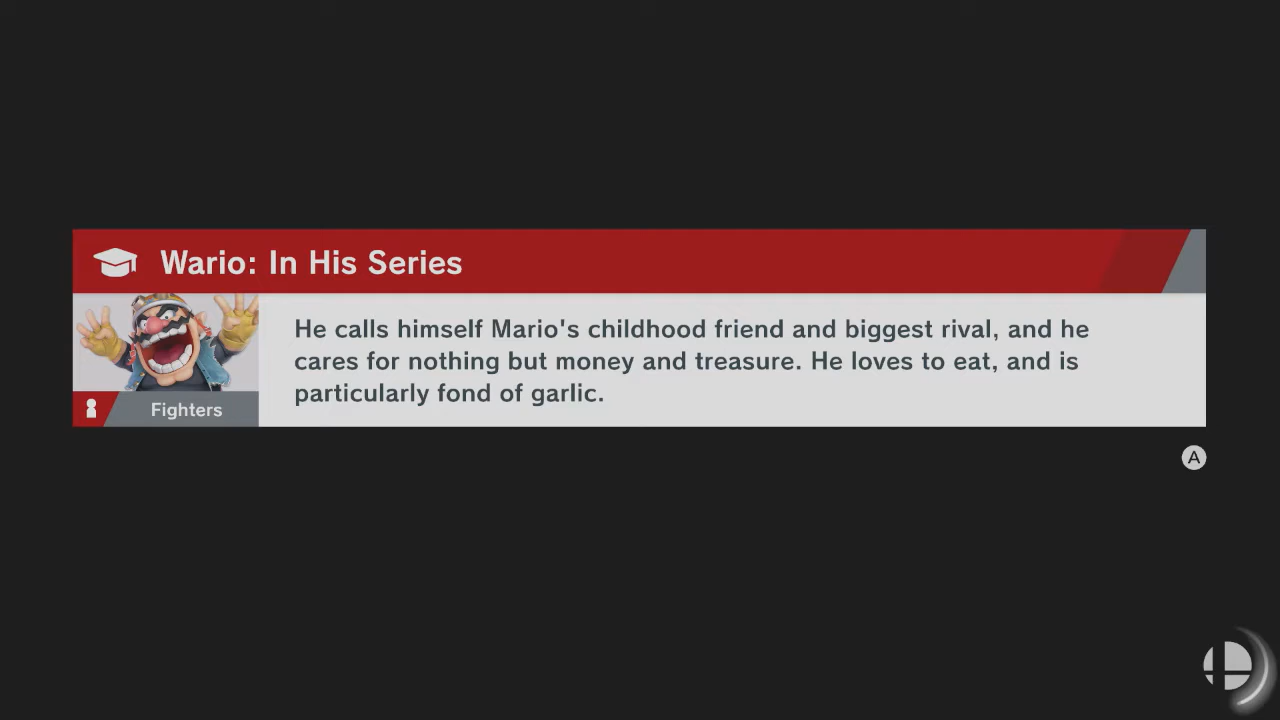 Wario: In His Series
He calls himself Mario's childhood friend and biggest rival, and he
cares for nothing but money and treasure. He loves to eat, and is
particularly fond of garlic.
Fighters
A